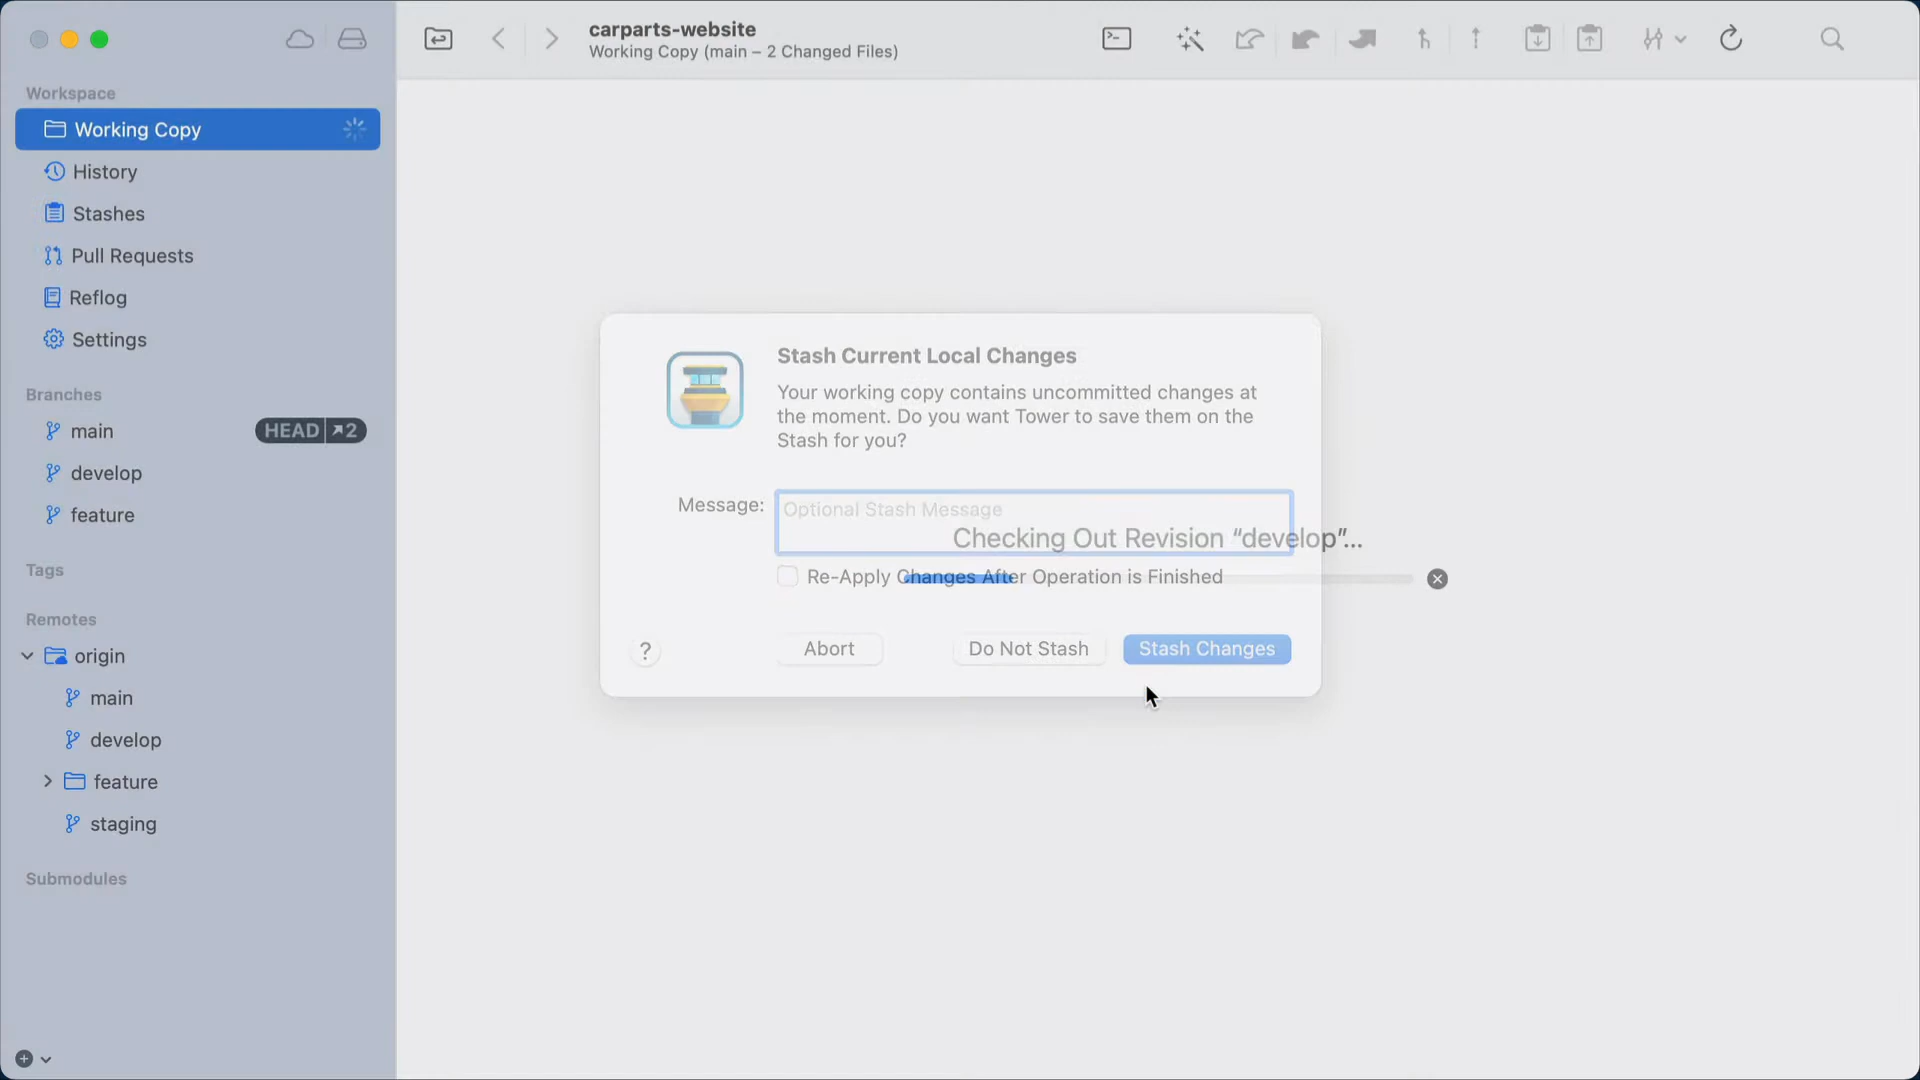 carparts-website
Working Copy (main – 2 Changed Files)
Workspace
Working Copy
History
Stashes
Pull Requests
Reflog
Settings
Branches
main
HEAD ↗2
develop
feature
Tags
Remotes
origin
main
develop
feature
staging
Submodules
Stash Current Local Changes
Your working copy contains uncommitted changes at
the moment. Do you want Tower to save them on the
Stash for you?
Message:
Optional Stash Message
Checking Out Revision “develop”...
Re-Apply Changes After Operation is Finished
?
Abort
Do Not Stash
Stash Changes